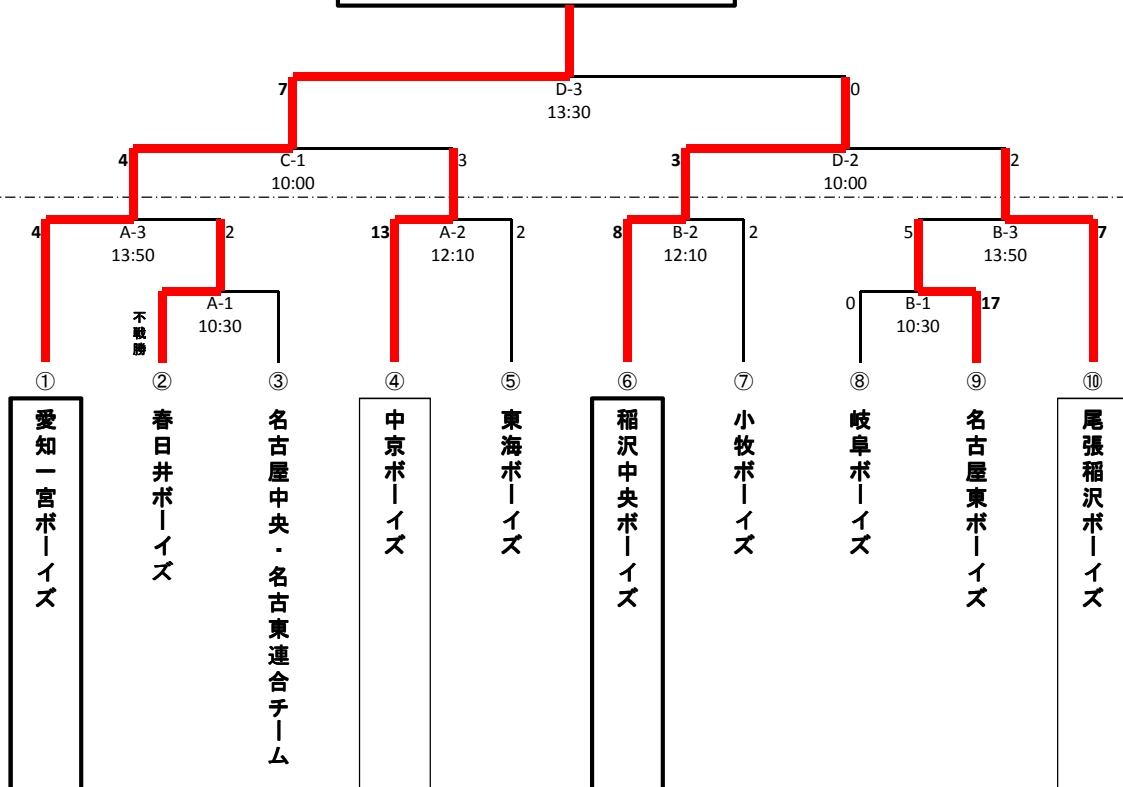 7 D-3 0
13:30
4 C-1 3
10:00
3 D-2 2
10:00
4 A-3 2
13:50
13 A-2 2
12:10
8 B-2 2
12:10
5 B-3 7
13:50
不戦勝
A-1
10:30
0 B-1 17
10:30
①
愛知一宮ボーイズ
②
春日井ボーイズ
③
名古屋中央・名古東連合チーム
④
中京ボーイズ
⑤
東海ボーイズ
⑥
稲沢中央ボーイズ
⑦
小牧ボーイズ
⑧
岐阜ボーイズ
⑨
名古屋東ボーイズ
⑩
尾張稲沢ボーイズ